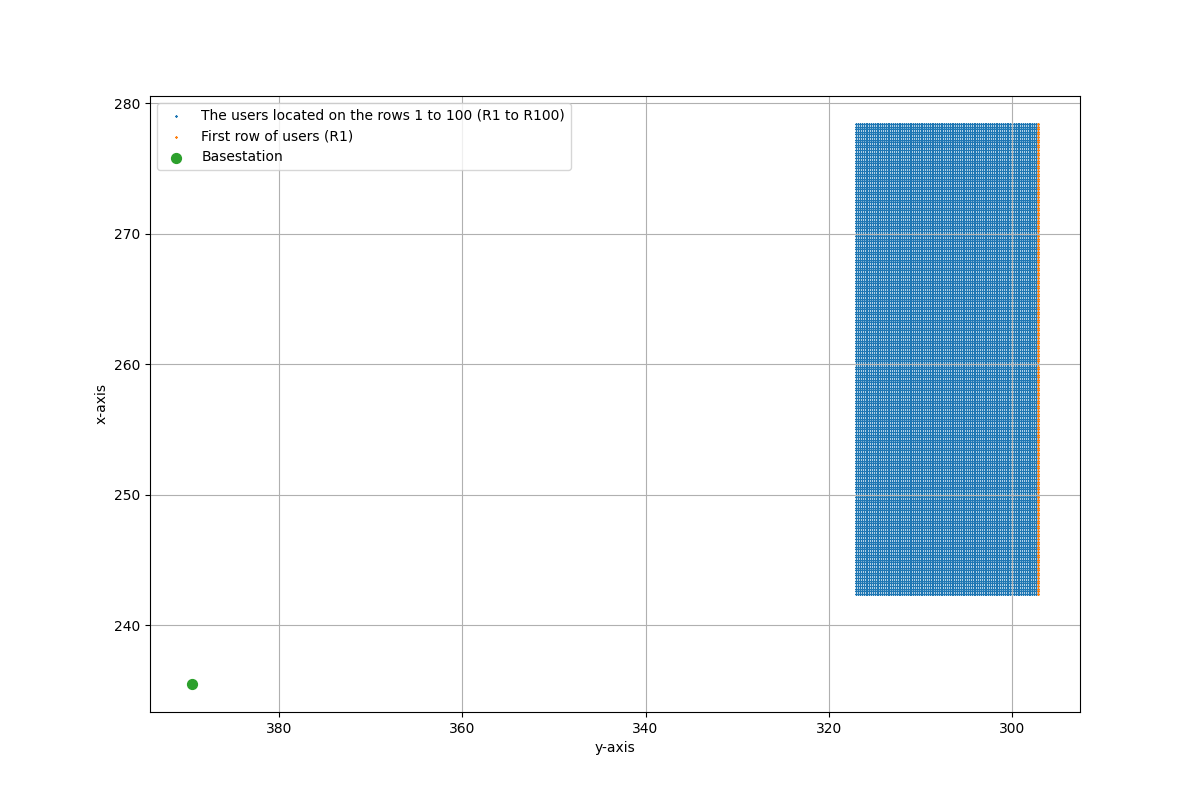 The users located on the rows 1 to 100 (R1 to R100)
First row of users (R1)
Basestation
280
270
260
250
240
x-axis
380
360
340
320
300
y-axis